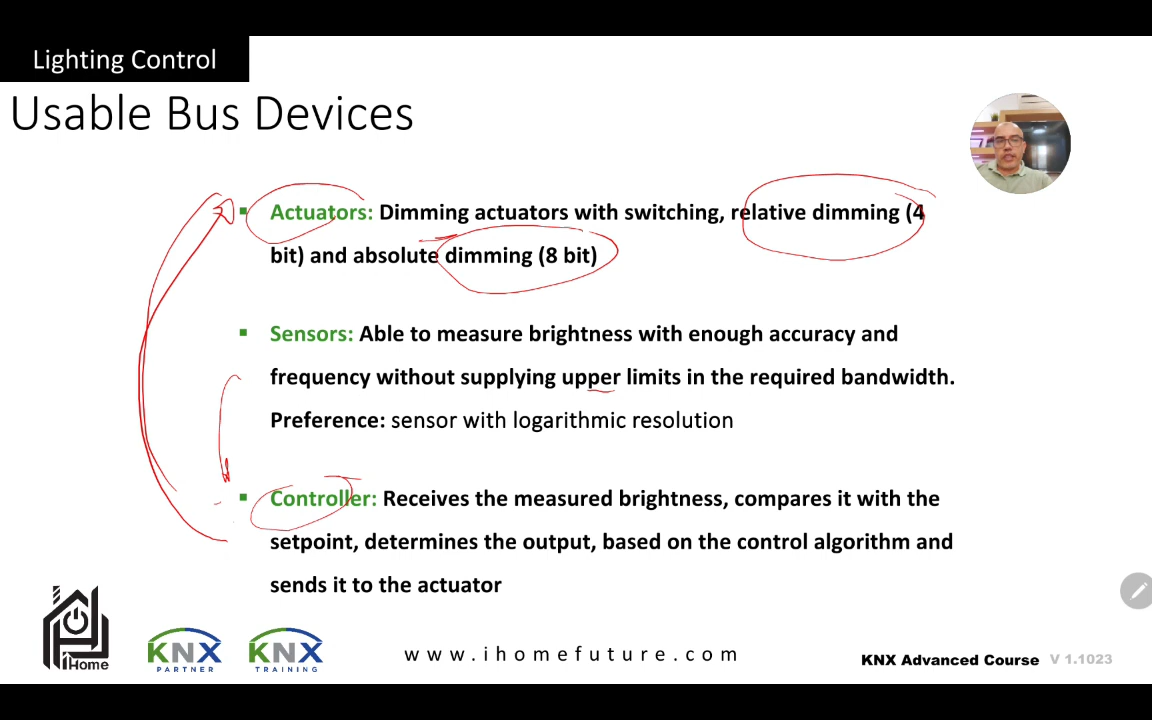 Lighting Control
Usable Bus Devices
Actuators: Dimming actuators with switching, relative dimming (4
bit) and absolute dimming (8 bit)
Sensors: Able to measure brightness with enough accuracy and
frequency without supplying upper limits in the required bandwidth.
Preference: sensor with logarithmic resolution
Controller: Receives the measured brightness, compares it with the
setpoint, determines the output, based on the control algorithm and
sends it to the actuator
iHome
KNX
PARTNER
KNX
TRAINING
www.ihomefuture.com
KNX Advanced Course V 1.1023